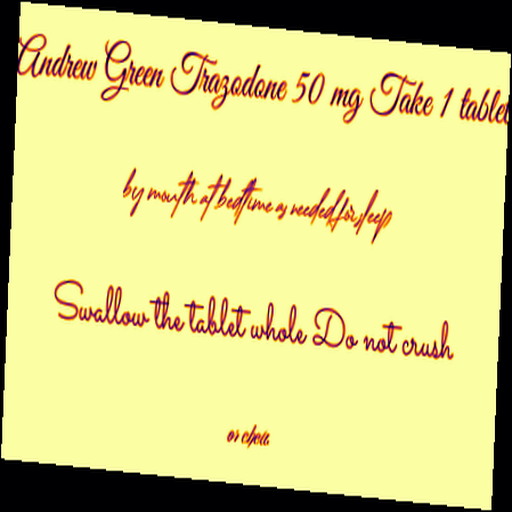 Andrew Green Trazodone 50 mg Take 1 tablet
by mouth at bedtime as needed for sleep
Swallow the tablet whole Do not crush
or chew